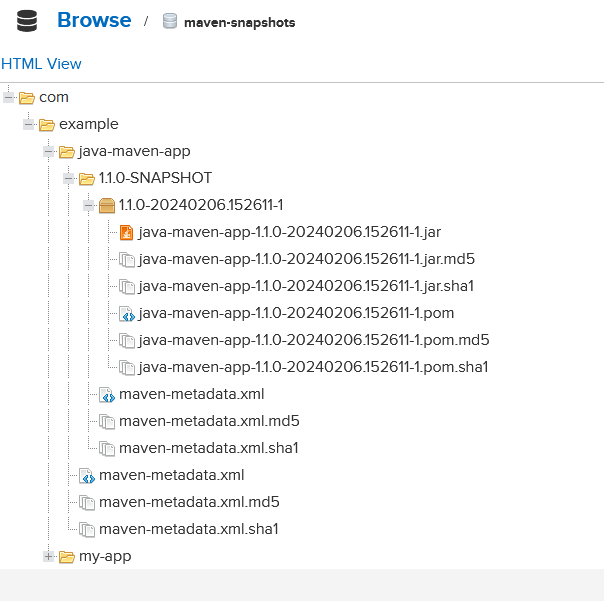 Browse / maven-snapshots
HTML View
com
example
java-maven-app
1.1.0-SNAPSHOT
1.1.0-20240206.152611-1
java-maven-app-1.1.0-20240206.152611-1.jar
java-maven-app-1.1.0-20240206.152611-1.jar.md5
java-maven-app-1.1.0-20240206.152611-1.jar.sha1
java-maven-app-1.1.0-20240206.152611-1.pom
java-maven-app-1.1.0-20240206.152611-1.pom.md5
java-maven-app-1.1.0-20240206.152611-1.pom.sha1
maven-metadata.xml
maven-metadata.xml.md5
maven-metadata.xml.sha1
maven-metadata.xml
maven-metadata.xml.md5
maven-metadata.xml.sha1
my-app